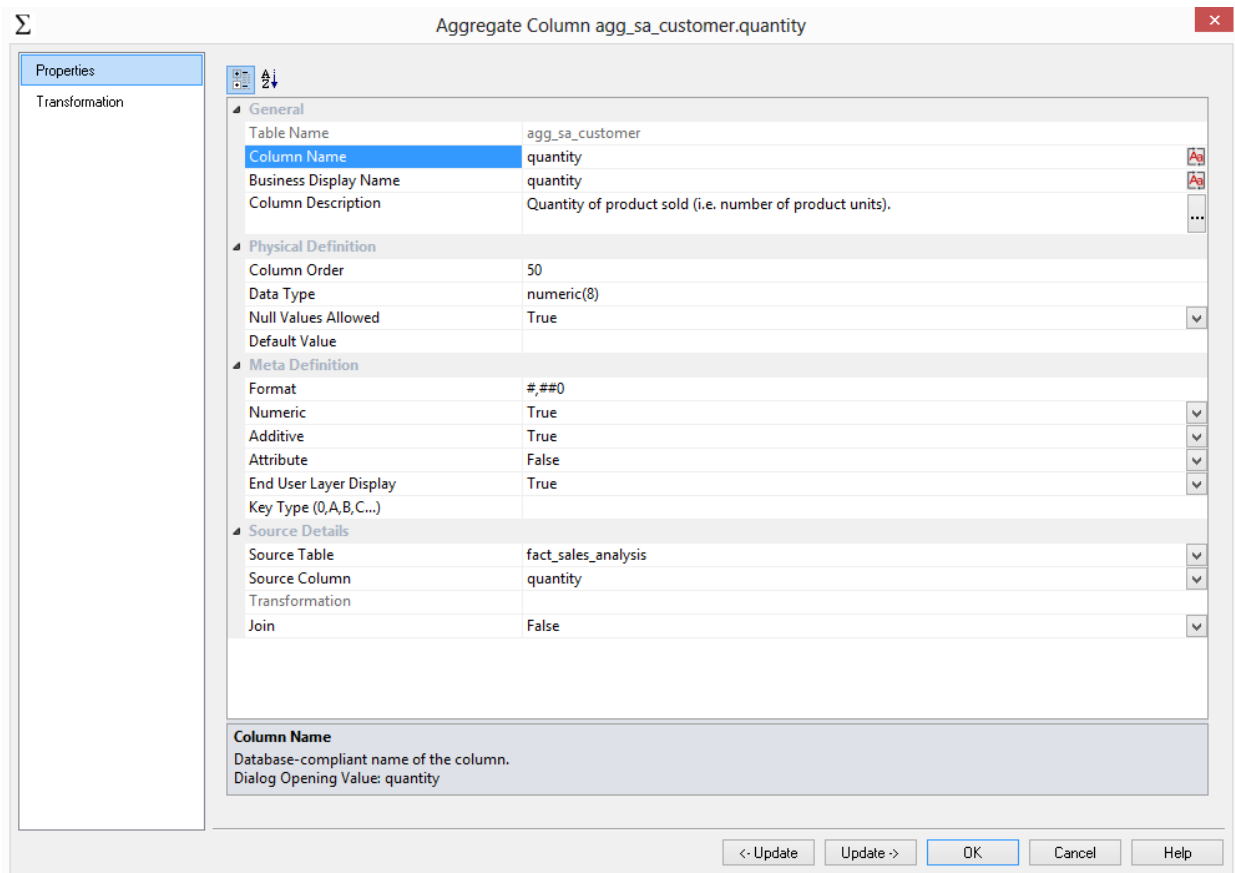 Σ Aggregate Column agg_sa_customer.quantity
Properties
Transformation
General
Table Name agg_sa_customer
Column Name quantity
Business Display Name quantity
Column Description Quantity of product sold (i.e. number of product units). ...
Physical Definition
Column Order 50
Data Type numeric(8)
Null Values Allowed True
Default Value
Meta Definition
Format #,##0
Numeric True
Additive True
Attribute False
End User Layer Display True
Key Type (0,A,B,C...)
Source Details
Source Table fact_sales_analysis
Source Column quantity
Transformation
Join False
Column Name
Database-compliant name of the column.
Dialog Opening Value: quantity
<- Update Update -> OK Cancel Help